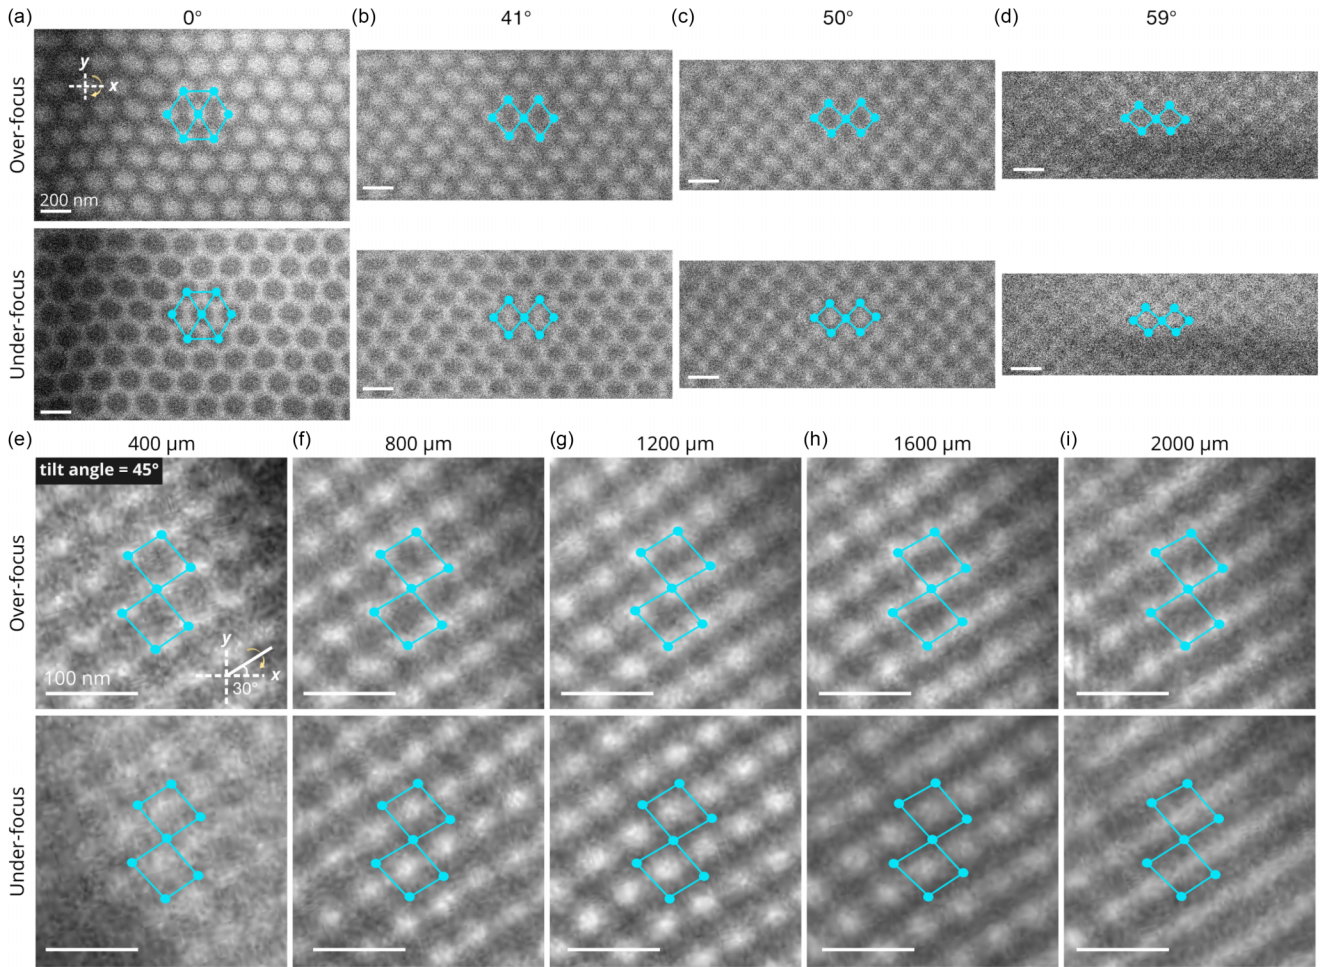 (a) 0° (b) 41° (c) 50° (d) 59°
Over-focus
y
x
200 nm
Under-focus
(e) 400 µm (f) 800 µm (g) 1200 µm (h) 1600 µm (i) 2000 µm
tilt angle = 45°
Over-focus
y
x
30°
100 nm
Under-focus